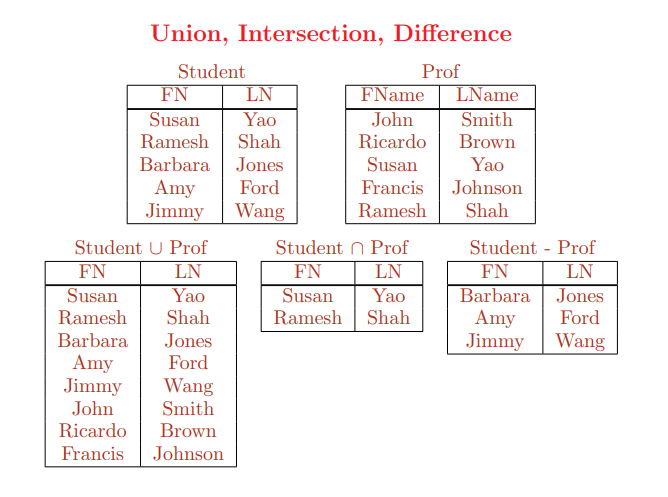 Union, Intersection, Difference
Student
FN LN
Susan Yao
Ramesh Shah
Barbara Jones
Amy Ford
Jimmy Wang
Prof
FName LName
John Smith
Ricardo Brown
Susan Yao
Francis Johnson
Ramesh Shah
Student ∪ Prof
FN LN
Susan Yao
Ramesh Shah
Barbara Jones
Amy Ford
Jimmy Wang
John Smith
Ricardo Brown
Francis Johnson
Student ∩ Prof
FN LN
Susan Yao
Ramesh Shah
Student - Prof
FN LN
Barbara Jones
Amy Ford
Jimmy Wang